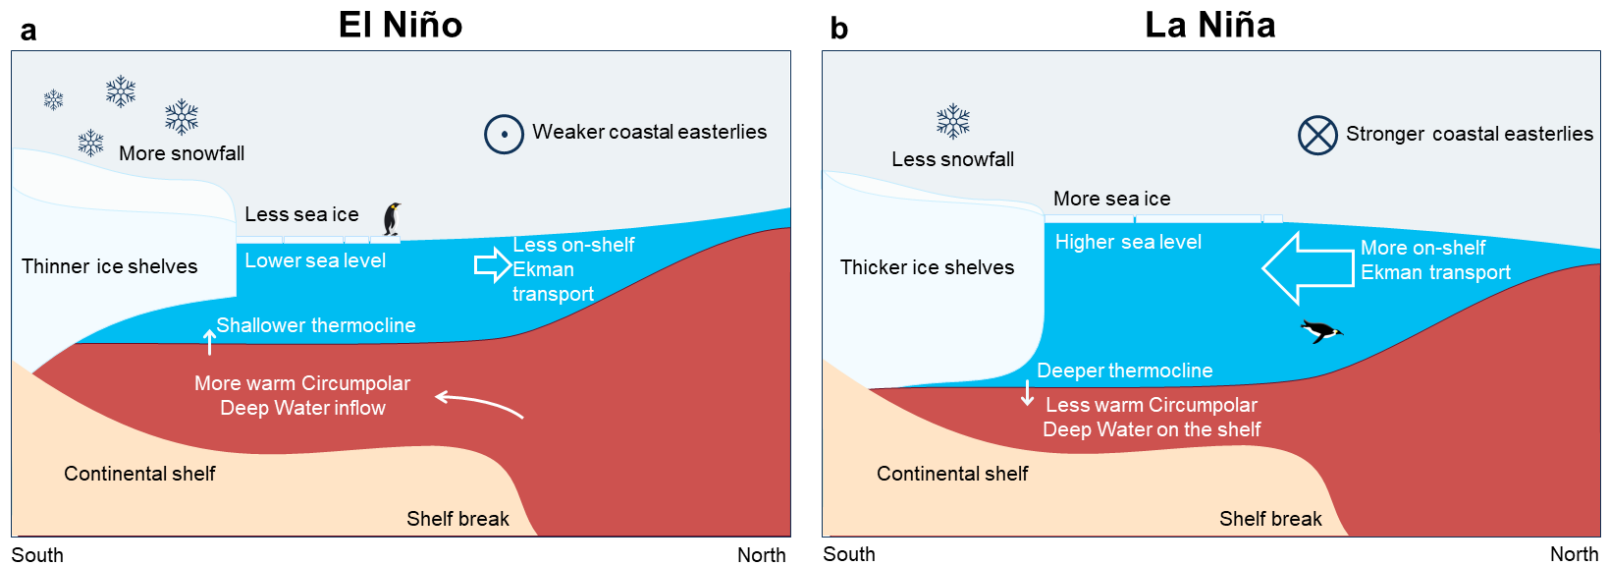 a
El Niño
More snowfall
Weaker coastal easterlies
Less sea ice
Lower sea level
Less on-shelf
Ekman
transport
Thinner ice shelves
Shallower thermocline
More warm Circumpolar
Deep Water inflow
Continental shelf
Shelf break
South
North
b
La Niña
Less snowfall
Stronger coastal easterlies
More sea ice
Higher sea level
More on-shelf
Ekman transport
Thicker ice shelves
Deeper thermocline
Less warm Circumpolar
Deep Water on the shelf
Continental shelf
Shelf break
South
North